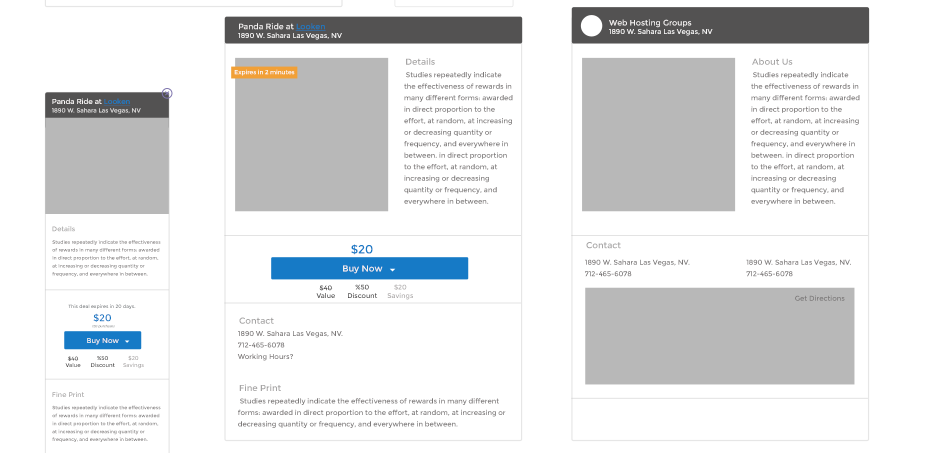 Panda Ride at Lopsan
1890 W. Sahara Las Vegas, NV
Details
Studies repeatedly indicate the effectiveness
of rewards in many different forms: awarded
in direct proportion to the effort, at random,
at increasing or decreasing quantity or
frequency, and everywhere in between.
This deal expires in 20 days.
$20
Buy Now
$40
Value
%50
Discount
$20
Savings
Fine Print
Studies repeatedly indicate the effectiveness
of rewards in many different forms: awarded
in direct proportion to the effort, at random,
at increasing or decreasing quantity or
frequency, and everywhere in between.
Panda Ride at Lopsan
1890 W. Sahara Las Vegas, NV
Expires in 2 minutes
Details
Studies repeatedly indicate
the effectiveness of rewards in
many different forms: awarded
in direct proportion to the
effort, at random, at increasing
or decreasing quantity or
frequency, and everywhere in
between. in direct proportion
to the effort, at random, at
increasing or decreasing
quantity or frequency, and
everywhere in between.
$20
Buy Now
$40
Value
%50
Discount
$20
Savings
Contact
1890 W. Sahara Las Vegas, NV.
712-465-6078
Working Hours?
Fine Print
Studies repeatedly indicate the effectiveness of rewards in many different
forms: awarded in direct proportion to the effort, at random, at increasing or
decreasing quantity or frequency, and everywhere in between.
Web Hosting Groups
1890 W. Sahara Las Vegas, NV
About Us
Studies repeatedly indicate
the effectiveness of rewards in
many different forms: awarded
in direct proportion to the
effort, at random, at increasing
or decreasing quantity or
frequency, and everywhere in
between. in direct proportion
to the effort, at random, at
increasing or decreasing
quantity or frequency, and
everywhere in between.
Contact
1890 W. Sahara Las Vegas, NV.
712-465-6078
1890 W. Sahara Las Vegas, NV.
712-465-6078
Get Directions